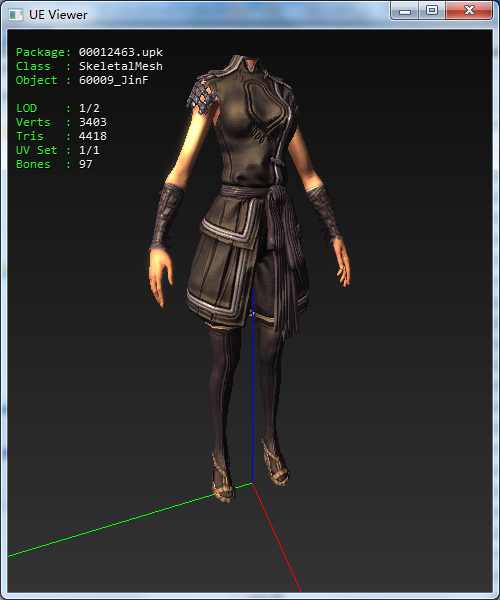 UE Viewer
Package: 00012463.upk
Class : SkeletalMesh
Object : 60009_JinF
LOD : 1/2
Verts : 3403
Tris : 4418
UV Set : 1/1
Bones : 97